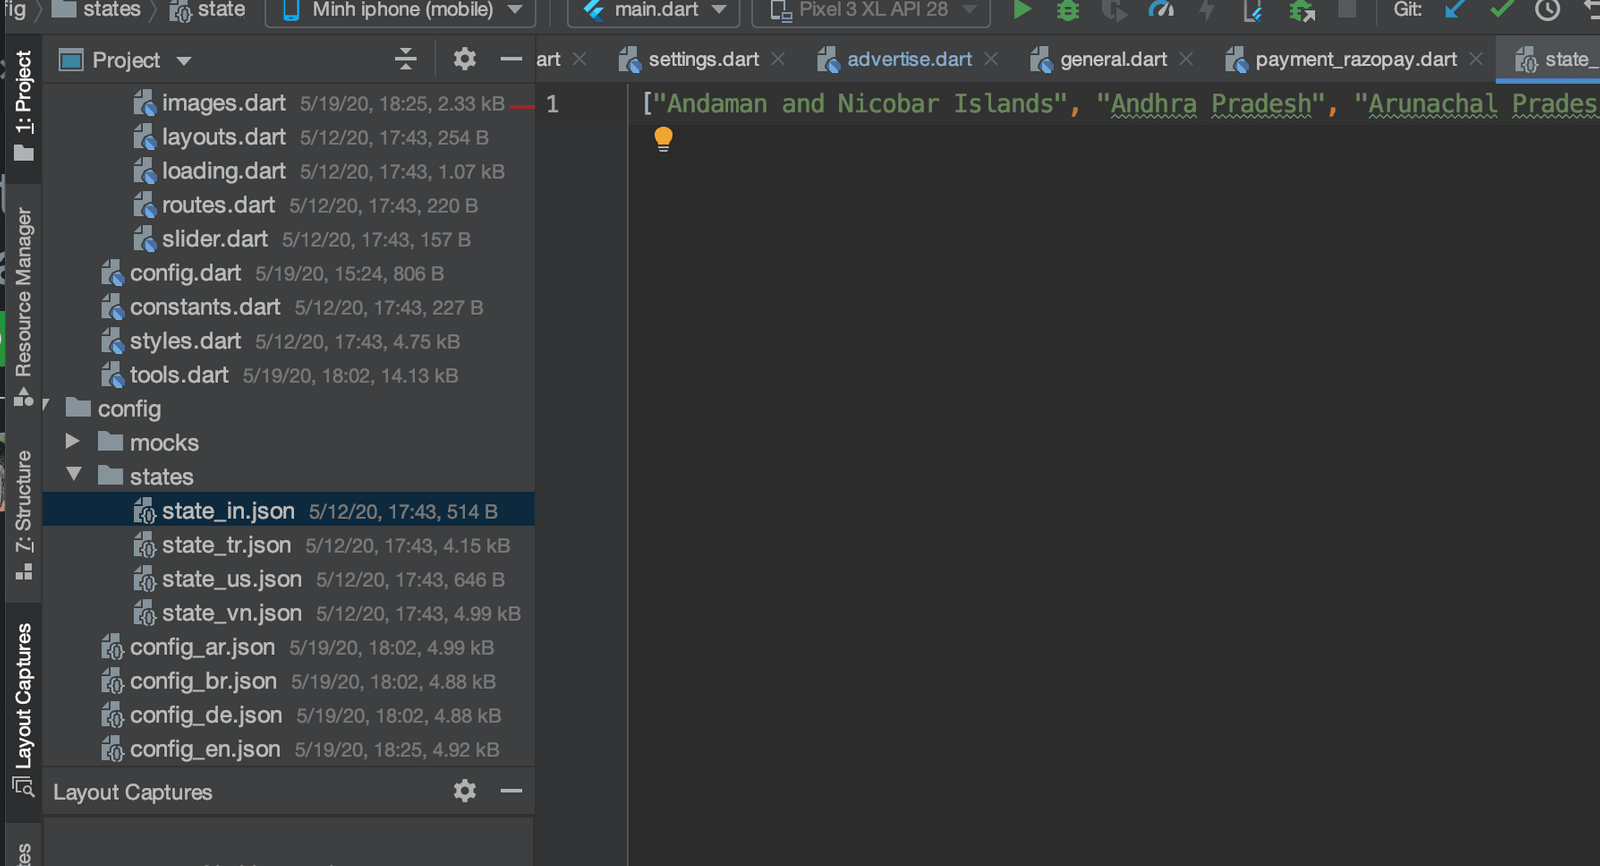 fig states state Minh iphone (mobile) main.dart Pixel 3 XL API 28 Git:
1: Project
Resource Manager
7: Structure
Layout Captures
Project
art settings.dart advertise.dart general.dart payment_razopay.dart state_
images.dart 5/19/20, 18:25, 2.33 kB
layouts.dart 5/12/20, 17:43, 254 B
loading.dart 5/12/20, 17:43, 1.07 kB
routes.dart 5/12/20, 17:43, 220 B
slider.dart 5/12/20, 17:43, 157 B
config.dart 5/19/20, 15:24, 806 B
constants.dart 5/12/20, 17:43, 227 B
styles.dart 5/12/20, 17:43, 4.75 kB
tools.dart 5/19/20, 18:02, 14.13 kB
config
mocks
states
state_in.json 5/12/20, 17:43, 514 B
state_tr.json 5/12/20, 17:43, 4.15 kB
state_us.json 5/12/20, 17:43, 646 B
state_vn.json 5/12/20, 17:43, 4.99 kB
config_ar.json 5/19/20, 18:02, 4.99 kB
config_br.json 5/19/20, 18:02, 4.88 kB
config_de.json 5/19/20, 18:02, 4.88 kB
config_en.json 5/19/20, 18:25, 4.92 kB
Layout Captures
1 ["Andaman and Nicobar Islands", "Andhra Pradesh", "Arunachal Prades